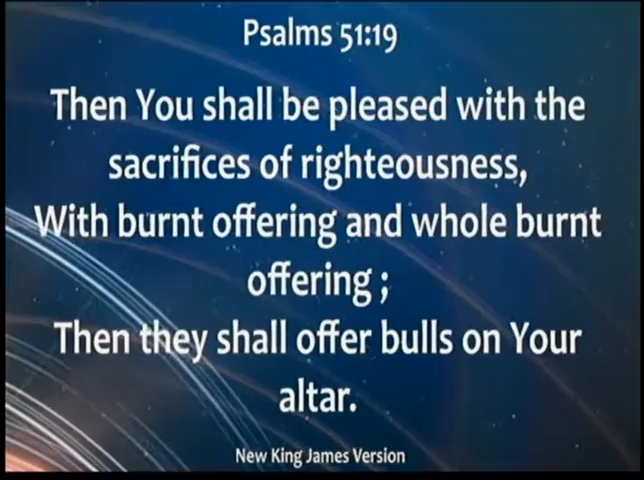 Psalms 51:19
Then You shall be pleased with the
sacrifices of righteousness,
With burnt offering and whole burnt
offering ;
Then they shall offer bulls on Your
altar.
New King James Version